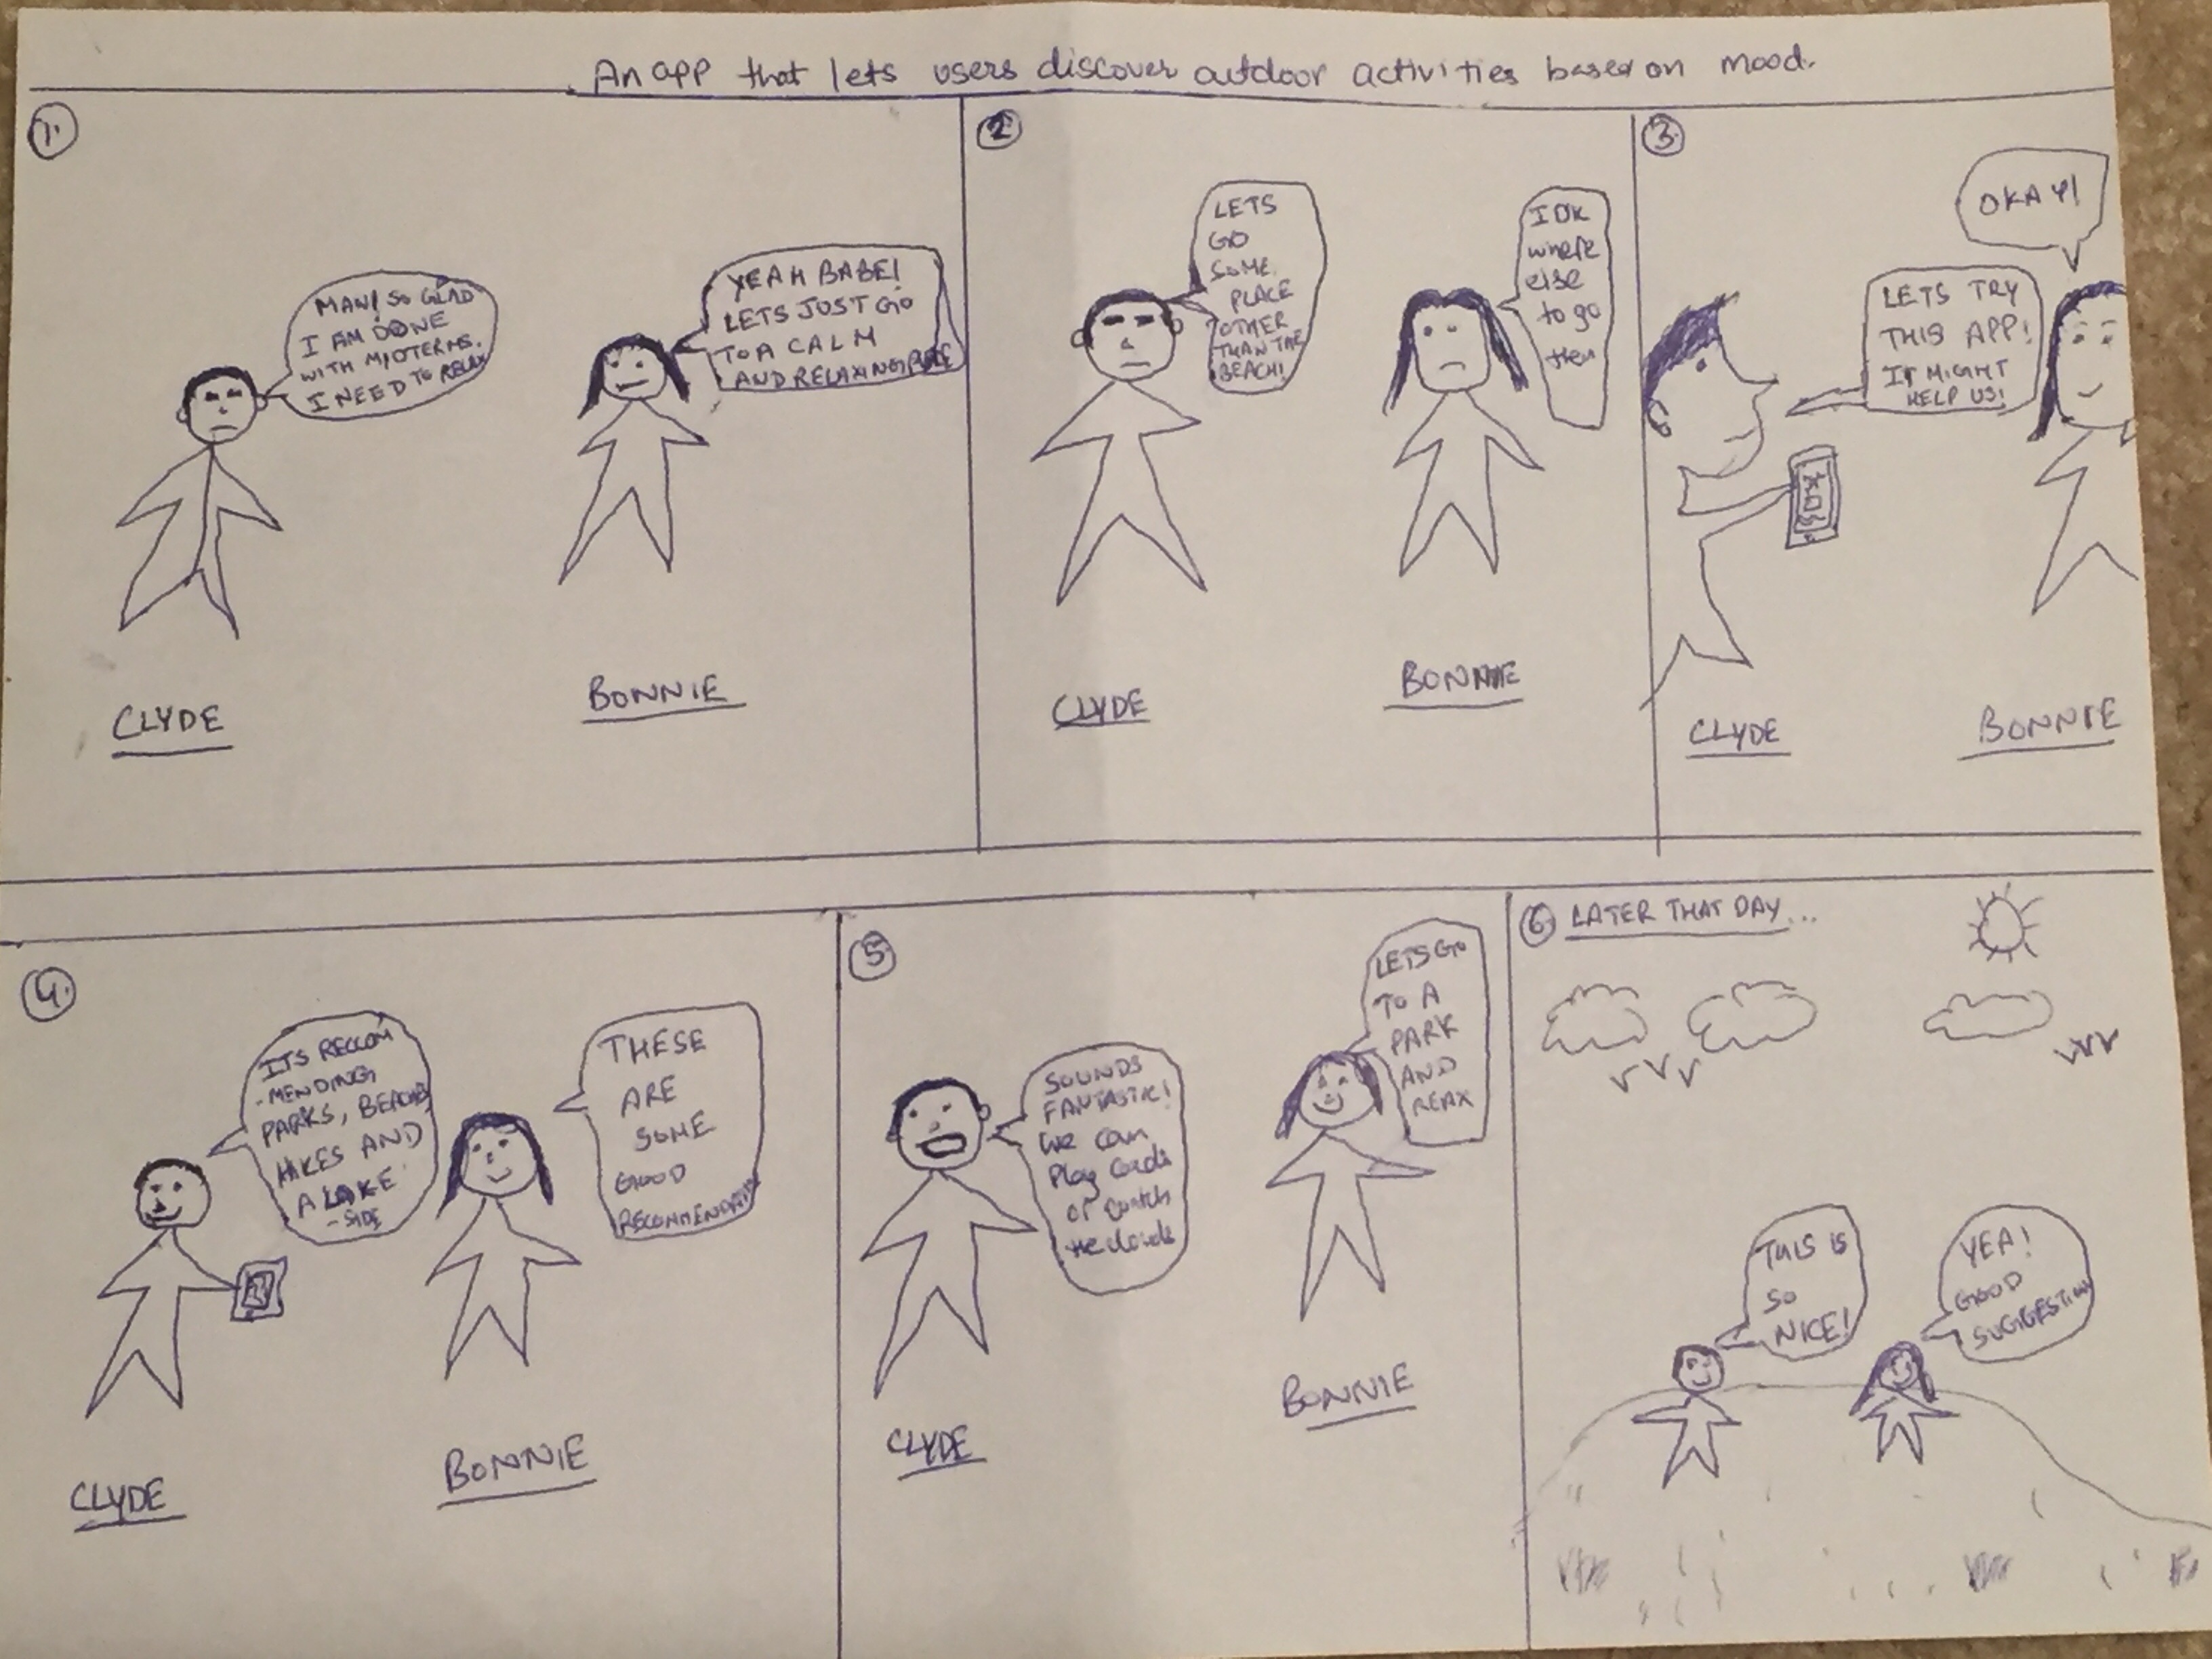 An app that lets users discover outdoor activities based on mood.
1.
MAN! SO GLAD
I AM DONE
WITH MIDTERMS.
I NEED TO RELAX
YEAH BABE!
LETS JUST GO
TO A CALM
AND RELAXING PLACE
CLYDE
BONNIE
2
LETS
GO
SOME
PLACE
OTHER
THAN THE
BEACH!
IDK
where
else
to go
then
CLYDE
BONNIE
3.
OKAY!
LETS TRY
THIS APP!
IT MIGHT
HELP US!
CLYDE
BONNIE
4.
ITS RECCOM
-MENDING
PARKS, BEACHES,
HIKES AND
A LAKE
-SIDE
THESE
ARE
SOME
GOOD
RECOMMENDATIONS
CLYDE
BONNIE
5
LETS GO
TO A
PARK
AND
RELAX
SOUNDS
FANTASTIC!
We can
Play Cards
or watch
the clouds
CLYDE
BONNIE
6 LATER THAT DAY...
THIS IS
SO
NICE!
YEA!
GOOD
SUGGESTION